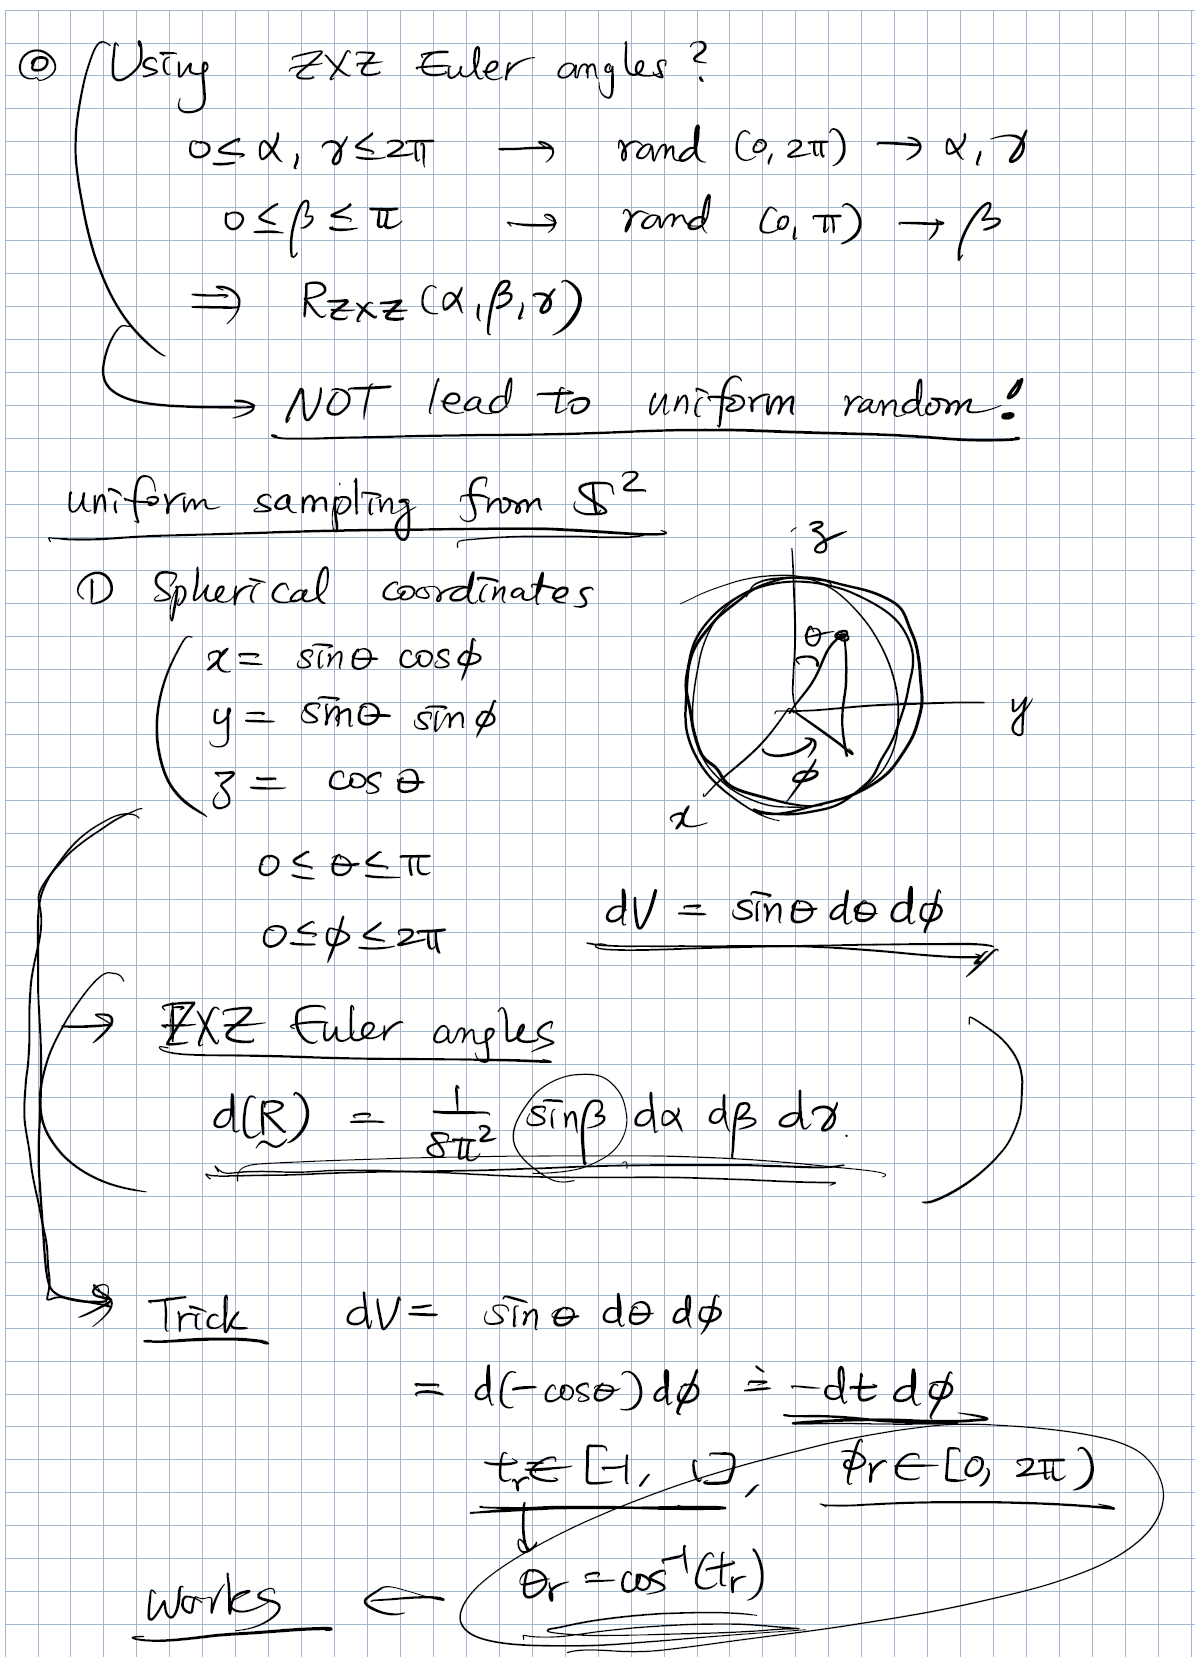 ◎ Using ZXZ Euler angles?
0≤α, γ≤2π → rand (0, 2π) → α, γ
0≤β≤π → rand (0, π) → β
⇒ R_ZXZ (α, β, γ)
→ NOT lead to uniform random!
uniform sampling from 𝕊²
① Spherical coordinates
x = sinθ cosϕ
y = sinθ sinϕ
z = cosθ
z
θ
y
ϕ
x
0≤θ≤π
0≤ϕ≤2π
dV = sinθ dθ dϕ
→ ZXZ Euler angles
d(R) = 1/8π² sinβ dα dβ dγ.
Trick dV = sinθ dθ dϕ
= d(-cosθ) dϕ ≐ -dt dϕ
t_r ∈ [-1, 1], ϕ_r ∈ [0, 2π)
↓
works ← θ_r = cos⁻¹(t_r)